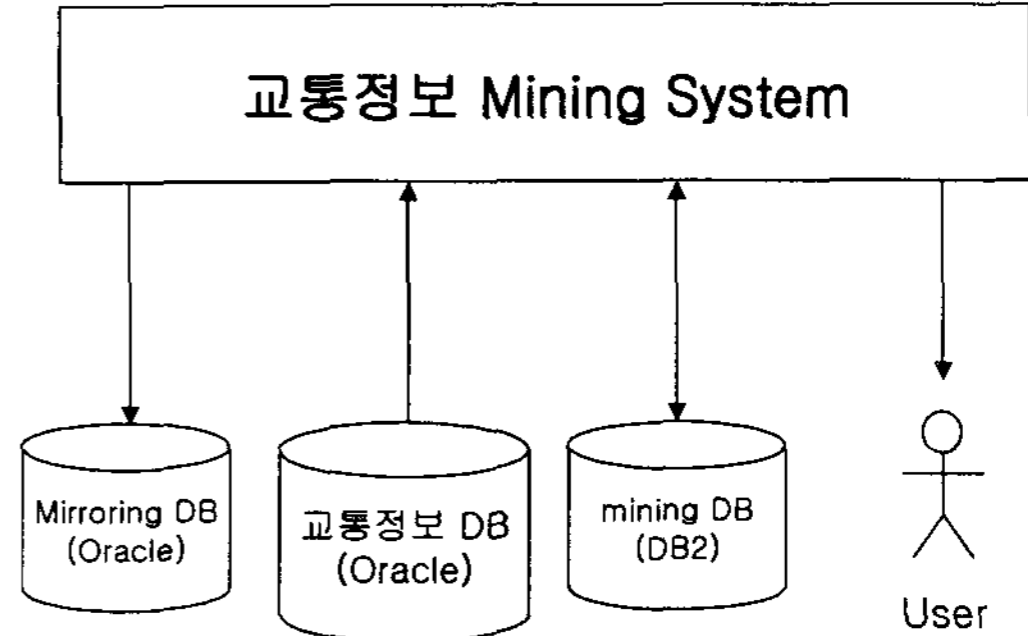 교통정보 Mining System
Mirroring DB
(Oracle)
교통정보 DB
(Oracle)
mining DB
(DB2)
User